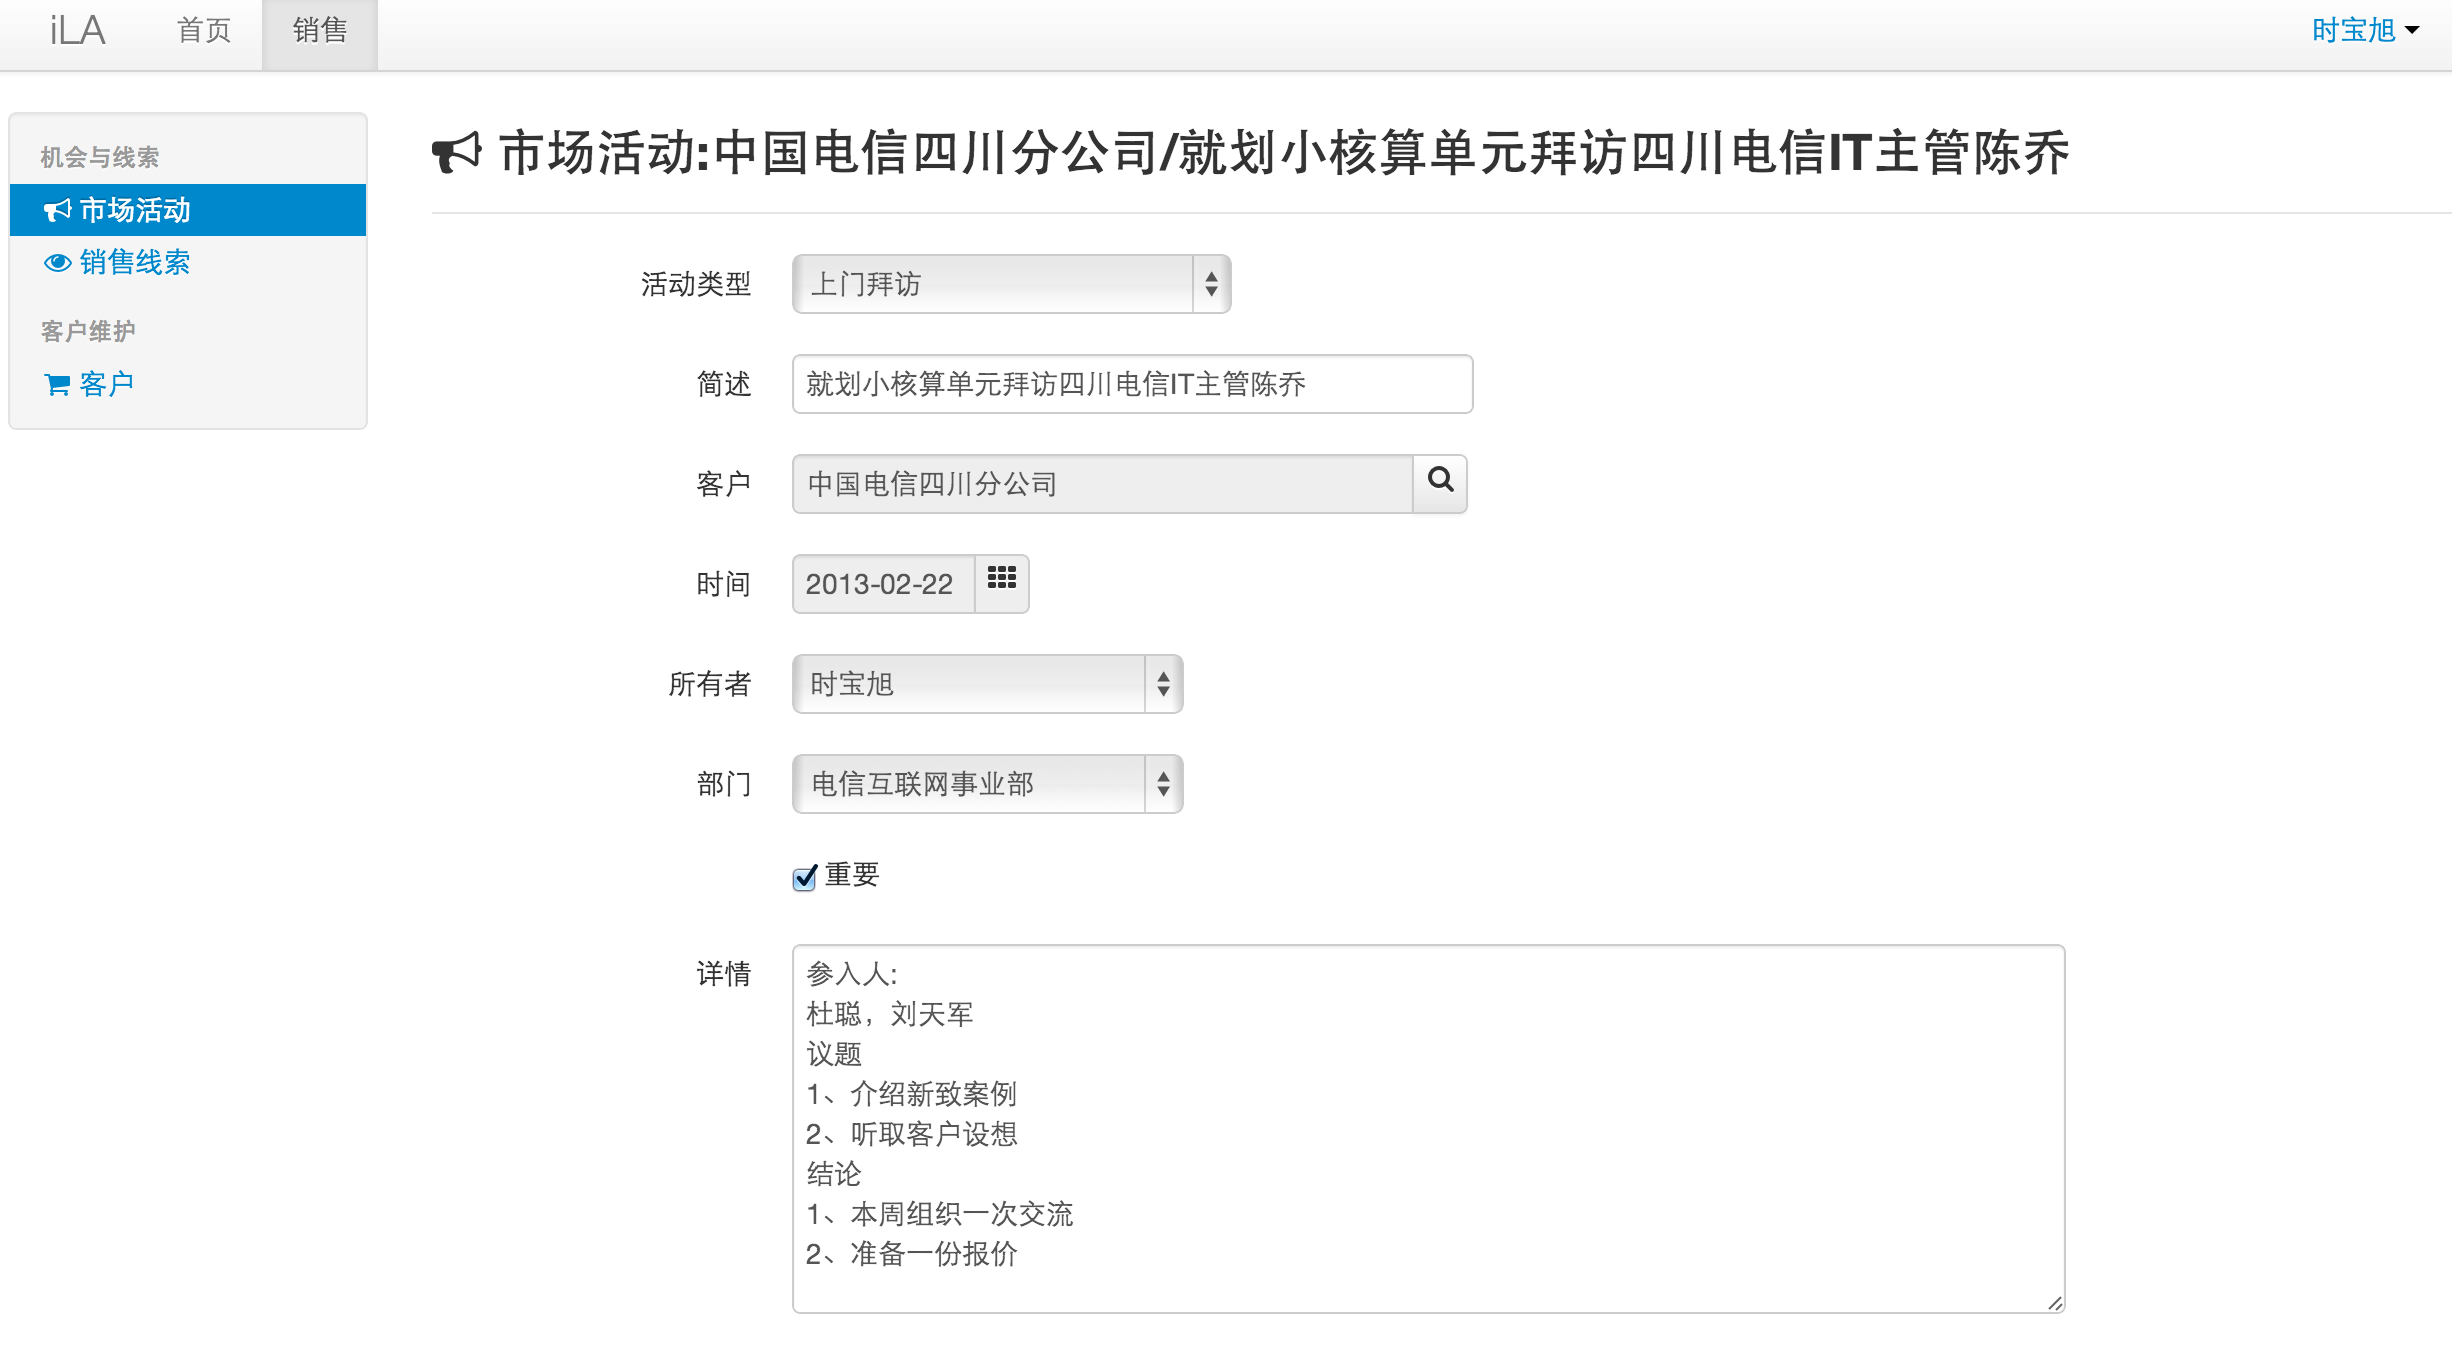 iLA 首页 销售 时宝旭
机会与线索
市场活动
销售线索
客户维护
客户
市场活动:中国电信四川分公司/就划小核算单元拜访四川电信IT主管陈乔
活动类型 上门拜访
简述 就划小核算单元拜访四川电信IT主管陈乔
客户 中国电信四川分公司
时间 2013-02-22
所有者 时宝旭
部门 电信互联网事业部
重要
详情 参入人:
杜聪，刘天军
议题
1、介绍新致案例
2、听取客户设想
结论
1、本周组织一次交流
2、准备一份报价